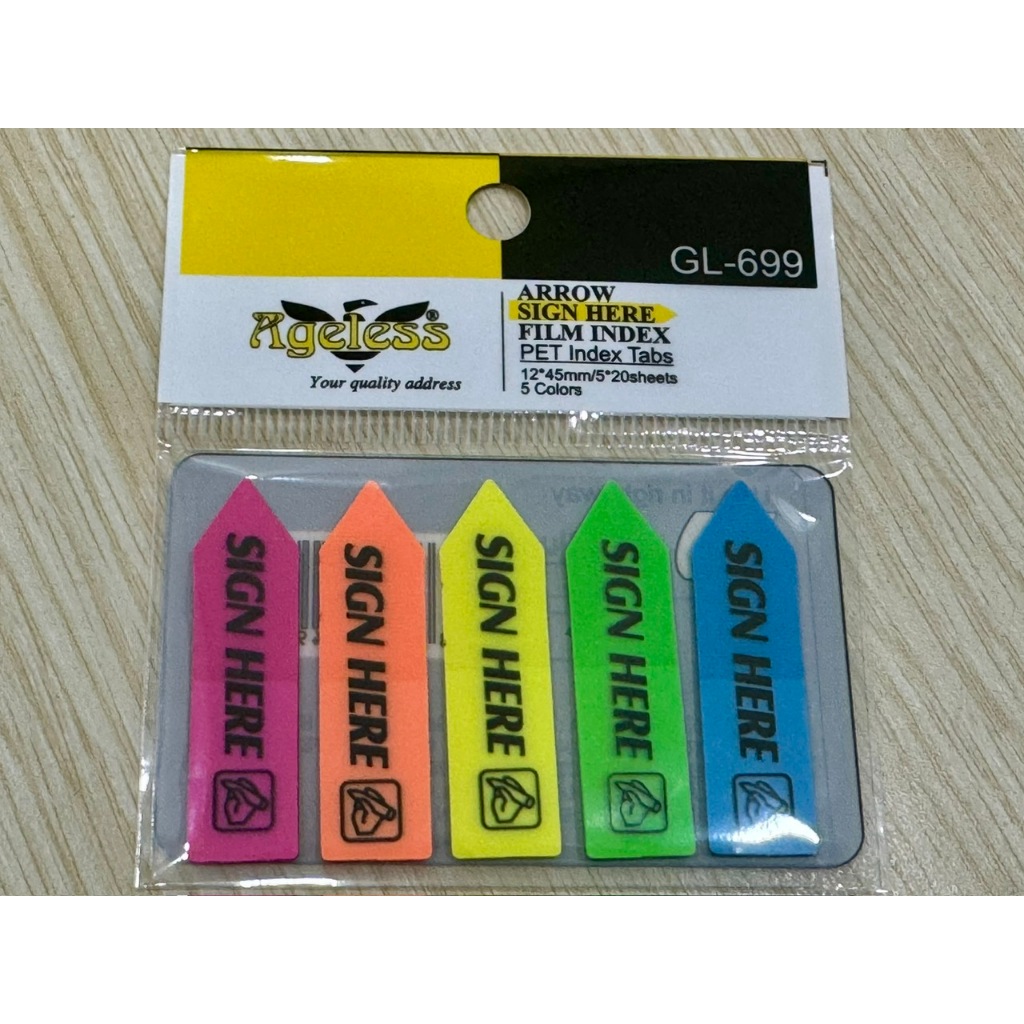 GL-699
Ageless®
Your quality address
ARROW
SIGN HERE
FILM INDEX
PET Index Tabs
12*45mm/5*20sheets
5 Colors
SIGN HERE
SIGN HERE
SIGN HERE
SIGN HERE
SIGN HERE